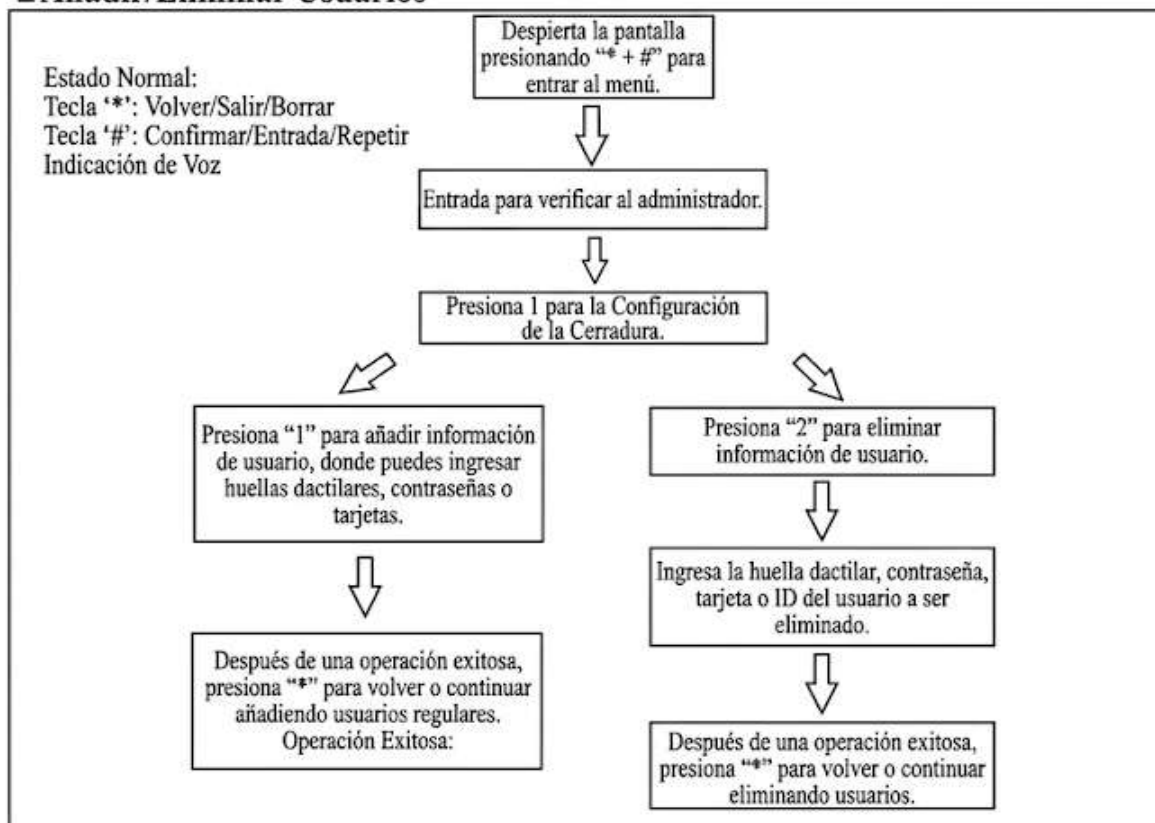 Despierta la pantalla
presionando “* + #” para
entrar al menú.
Estado Normal:
Tecla ‘*’: Volver/Salir/Borrar
Tecla ‘#’: Confirmar/Entrada/Repetir
Indicación de Voz
Entrada para verificar al administrador.
Presiona 1 para la Configuración
de la Cerradura.
Presiona “1” para añadir información
de usuario, donde puedes ingresar
huellas dactilares, contraseñas o
tarjetas.
Después de una operación exitosa,
presiona “*” para volver o continuar
añadiendo usuarios regulares.
Operación Exitosa:
Presiona “2” para eliminar
información de usuario.
Ingresa la huella dactilar, contraseña,
tarjeta o ID del usuario a ser
eliminado.
Después de una operación exitosa,
presiona “*” para volver o continuar
eliminando usuarios.